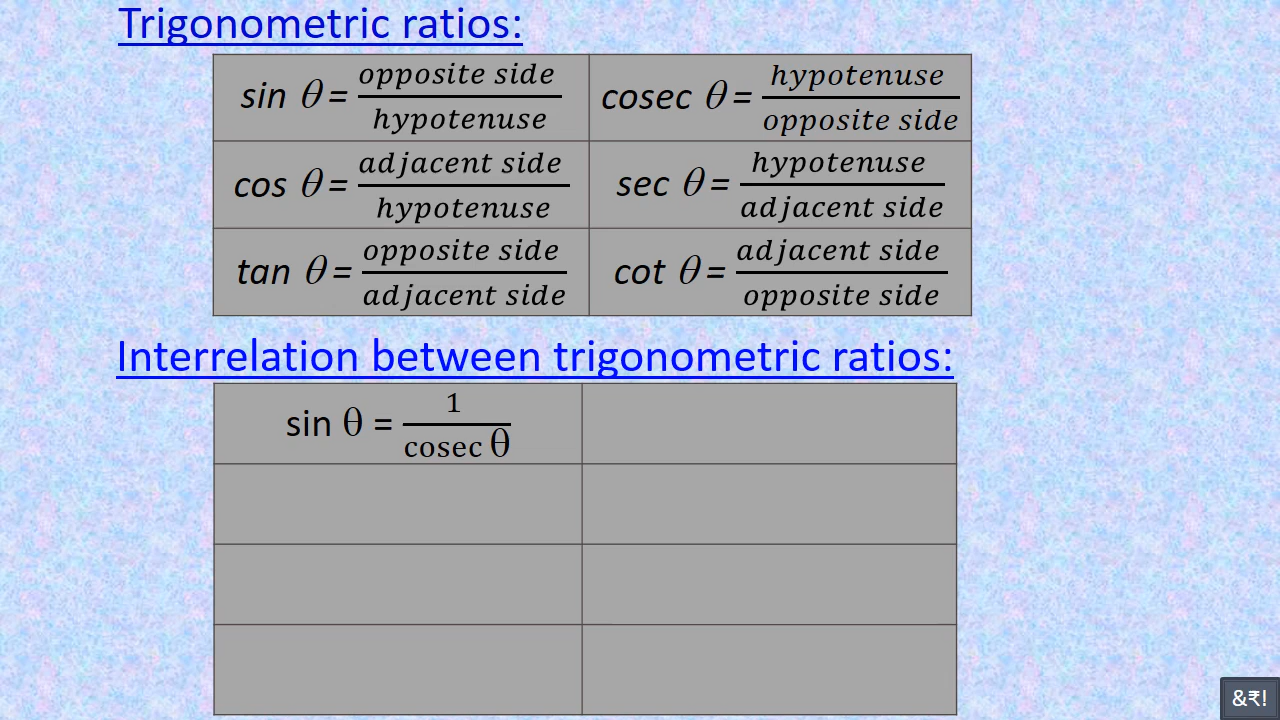 Trigonometric ratios:
sin θ = opposite side / hypotenuse
cosec θ = hypotenuse / opposite side
cos θ = adjacent side / hypotenuse
sec θ = hypotenuse / adjacent side
tan θ = opposite side / adjacent side
cot θ = adjacent side / opposite side
Interrelation between trigonometric ratios:
sin θ = 1 / cosec θ
&₹!